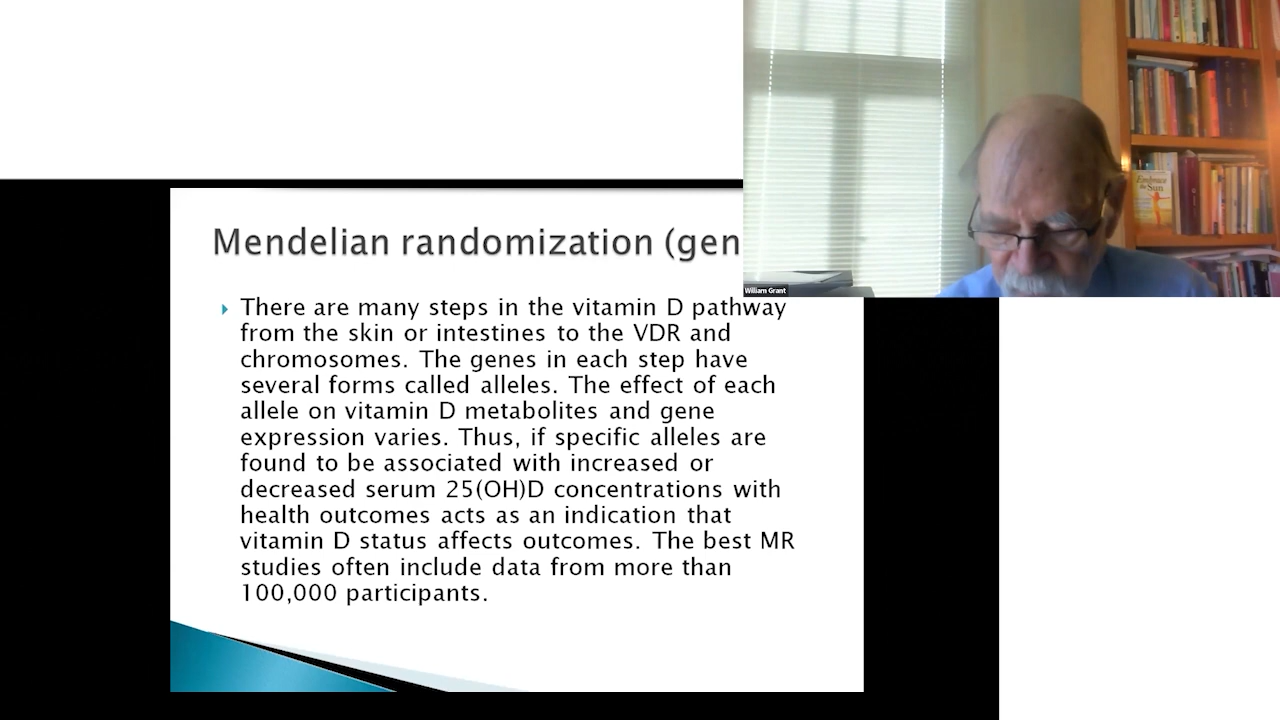 Mendelian randomization (gen
There are many steps in the vitamin D pathway
from the skin or intestines to the VDR and
chromosomes. The genes in each step have
several forms called alleles. The effect of each
allele on vitamin D metabolites and gene
expression varies. Thus, if specific alleles are
found to be associated with increased or
decreased serum 25(OH)D concentrations with
health outcomes acts as an indication that
vitamin D status affects outcomes. The best MR
studies often include data from more than
100,000 participants.
William Grant
Embrace
the Sun